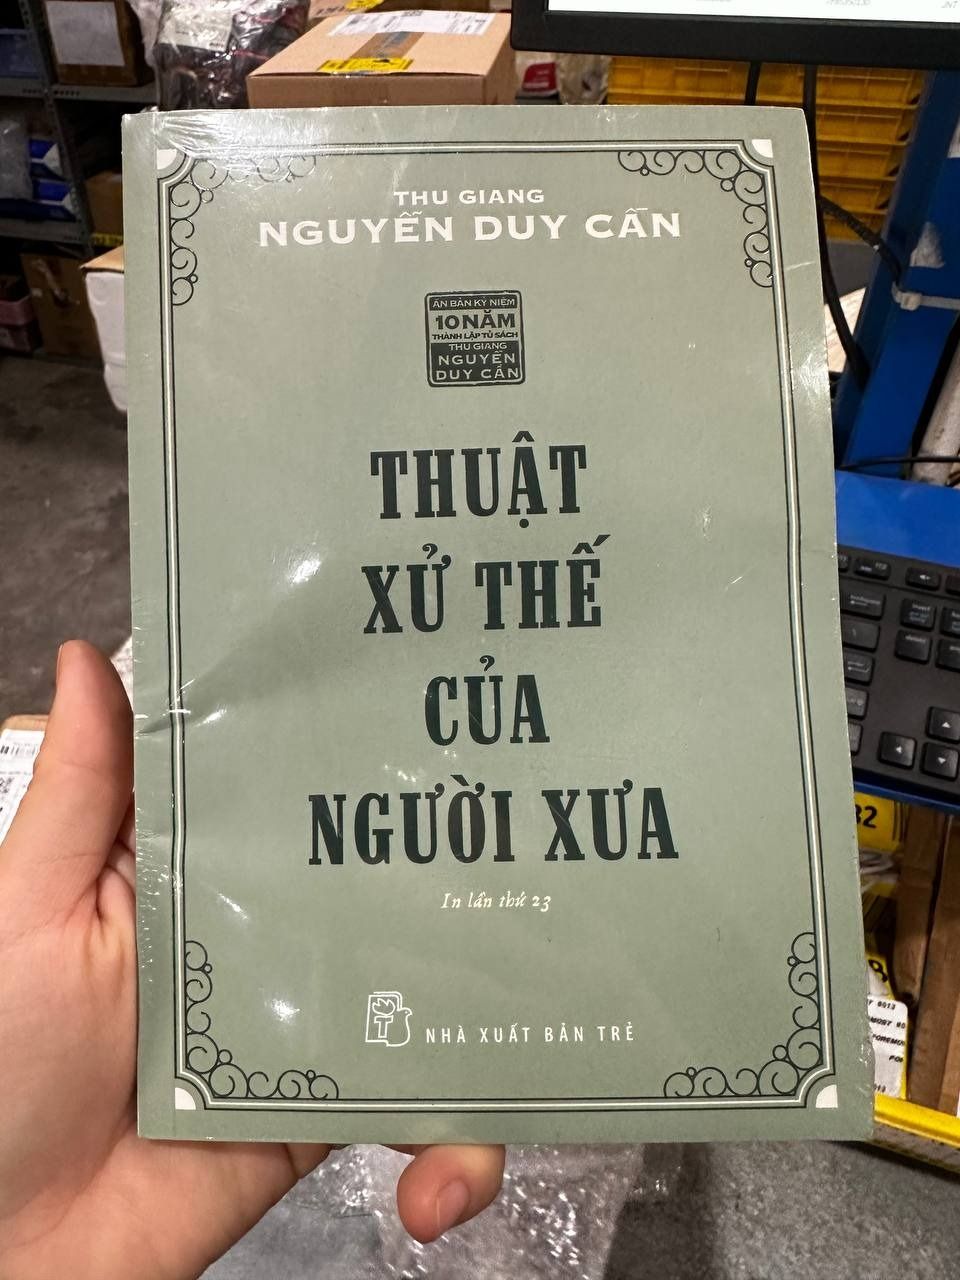 THU GIANG
NGUYỄN DUY CẦN
ẤN BẢN KỶ NIỆM
10 NĂM
THÀNH LẬP TỦ SÁCH
THU GIANG
NGUYỄN
DUY CẦN
THUẬT
XỬ THẾ
CỦA
NGƯỜI XƯA
In lần thứ 23
T
NHÀ XUẤT BẢN TRẺ
32